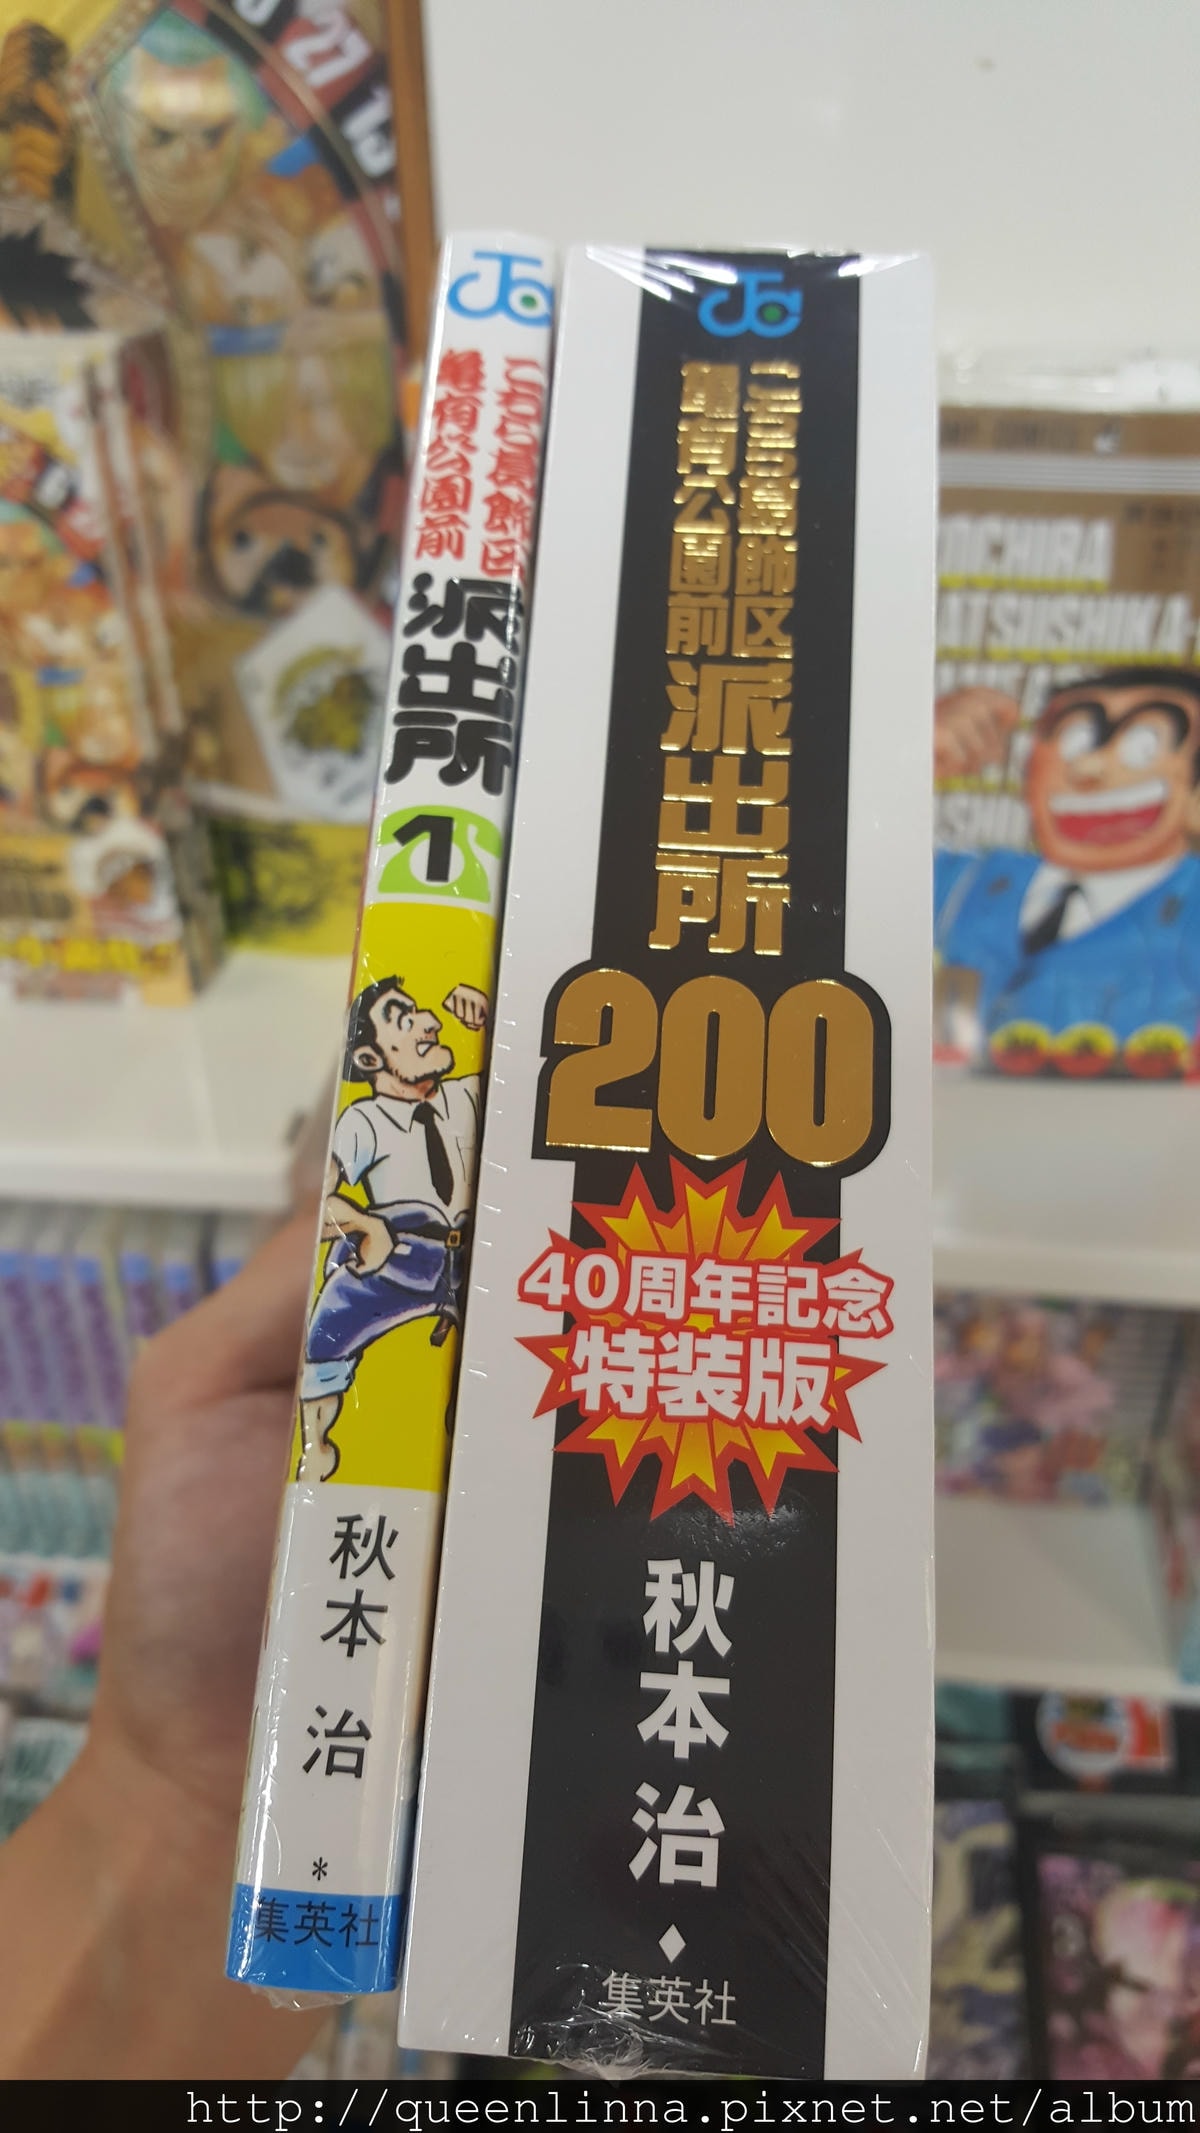 JC
こちら葛飾区
亀有公園前
派出所
1
秋本 治
*
集英社
JC
こちら葛飾区
亀有公園前
派出所
200
40周年記念
特装版
秋本 治
◆
集英社
27
KOCHIRA
KATSUSHIKA-
http://queenlinna.pixnet.net/album